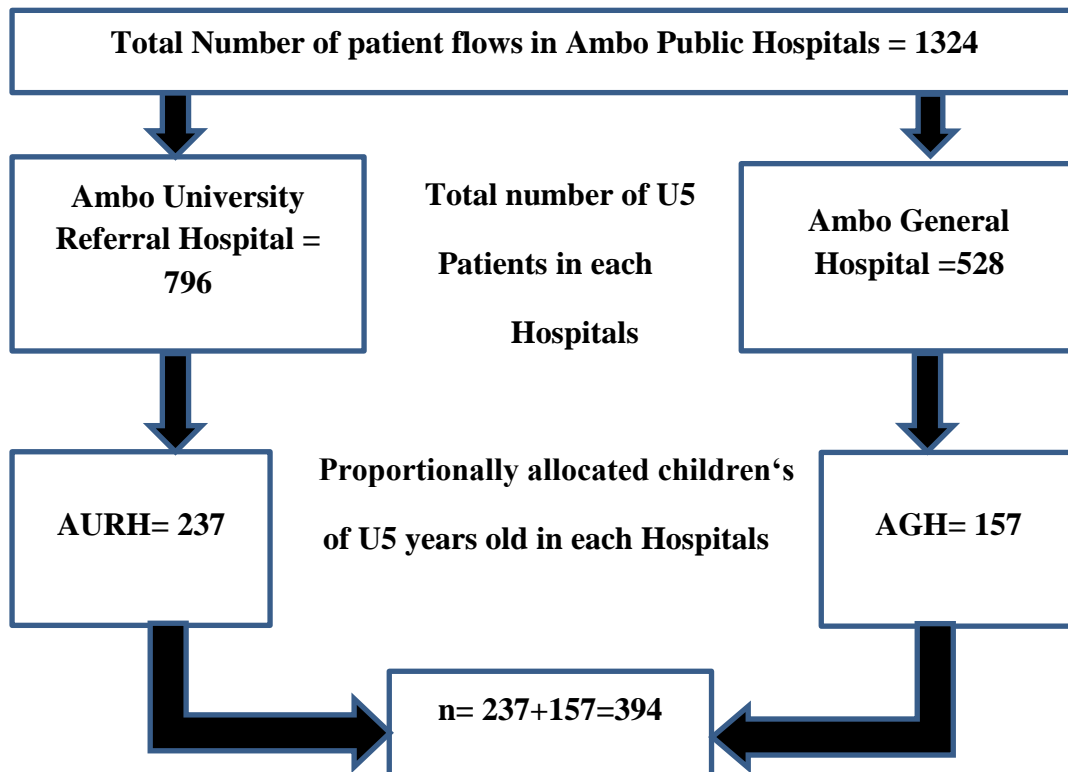 Total Number of patient flows in Ambo Public Hospitals = 1324
Ambo University
Referral Hospital =
796
Total number of U5
Patients in each
Hospitals
Ambo General
Hospital =528
AURH= 237
Proportionally allocated children‘s
of U5 years old in each Hospitals
AGH= 157
n= 237+157=394